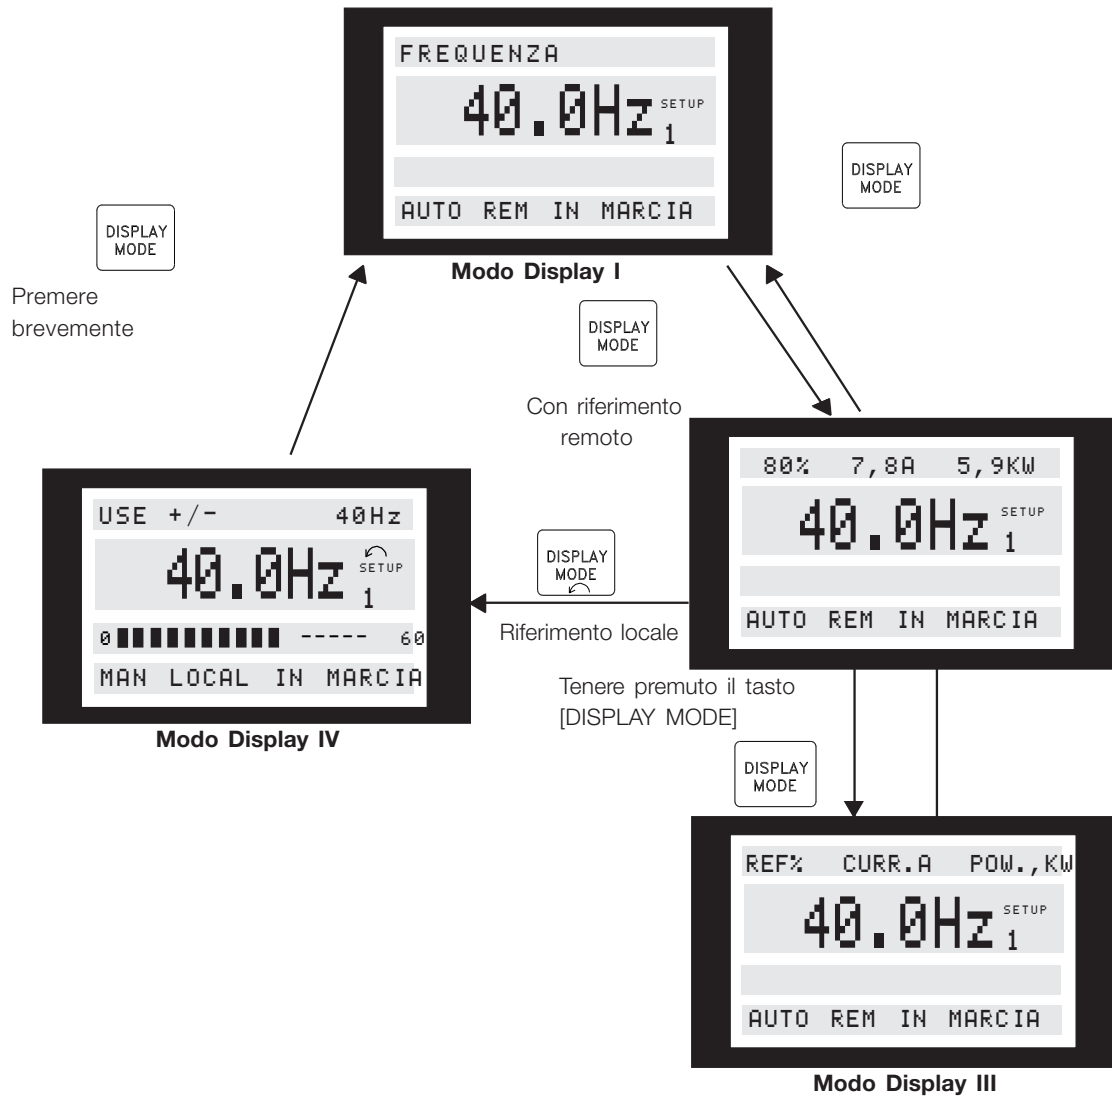 FREQUENZA
40.0Hz SETUP
1
AUTO REM IN MARCIA
Modo Display I
DISPLAY
MODE
DISPLAY
MODE
Premere
brevemente
DISPLAY
MODE
Con riferimento
remoto
80% 7,8A 5,9KW
40.0Hz SETUP
1
AUTO REM IN MARCIA
USE +/- 40Hz
40.0Hz SETUP
1
0 ----- 60
MAN LOCAL IN MARCIA
Modo Display IV
DISPLAY
MODE
Riferimento locale
Tenere premuto il tasto
[DISPLAY MODE]
DISPLAY
MODE
REF% CURR.A POW.,KW
40.0Hz SETUP
1
AUTO REM IN MARCIA
Modo Display III